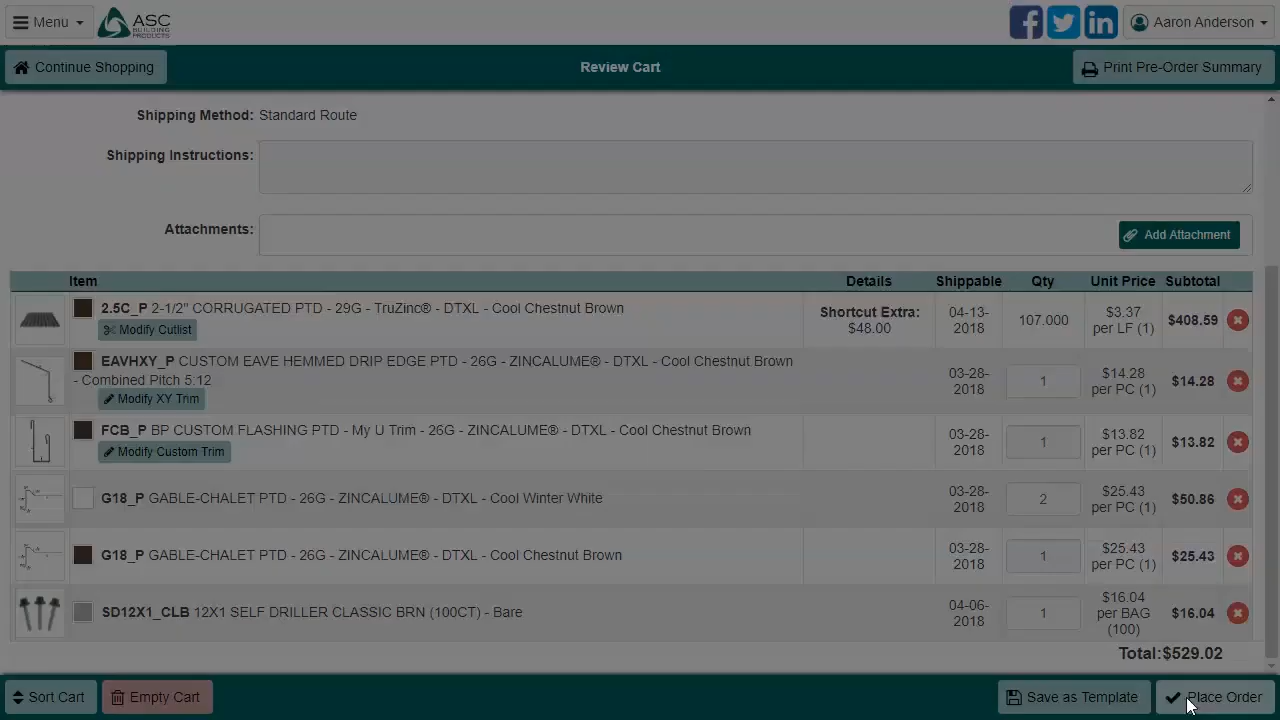 Menu
ASC
BUILDING
PRODUCTS
Aaron Anderson
Continue Shopping
Review Cart
Print Pre-Order Summary
Shipping Method: Standard Route
Shipping Instructions:
Attachments:
Add Attachment
Item Details Shippable Qty Unit Price Subtotal
2.5C_P 2-1/2" CORRUGATED PTD - 29G - TruZinc® - DTXL - Cool Chestnut Brown
Modify Cutlist
Shortcut Extra:
$48.00
04-13-
2018
107.000
$3.37
per LF (1)
$408.59
EAVHXY_P CUSTOM EAVE HEMMED DRIP EDGE PTD - 26G - ZINCALUME® - DTXL - Cool Chestnut Brown
- Combined Pitch 5:12
Modify XY Trim
03-28-
2018
1
$14.28
per PC (1)
$14.28
FCB_P BP CUSTOM FLASHING PTD - My U Trim - 26G - ZINCALUME® - DTXL - Cool Chestnut Brown
Modify Custom Trim
03-28-
2018
1
$13.82
per PC (1)
$13.82
G18_P GABLE-CHALET PTD - 26G - ZINCALUME® - DTXL - Cool Winter White
03-28-
2018
2
$25.43
per PC (1)
$50.86
G18_P GABLE-CHALET PTD - 26G - ZINCALUME® - DTXL - Cool Chestnut Brown
03-28-
2018
1
$25.43
per PC (1)
$25.43
SD12X1_CLB 12X1 SELF DRILLER CLASSIC BRN (100CT) - Bare
04-06-
2018
1
$16.04
per BAG
(100)
$16.04
Total:$529.02
Sort Cart
Empty Cart
Save as Template
Place Order